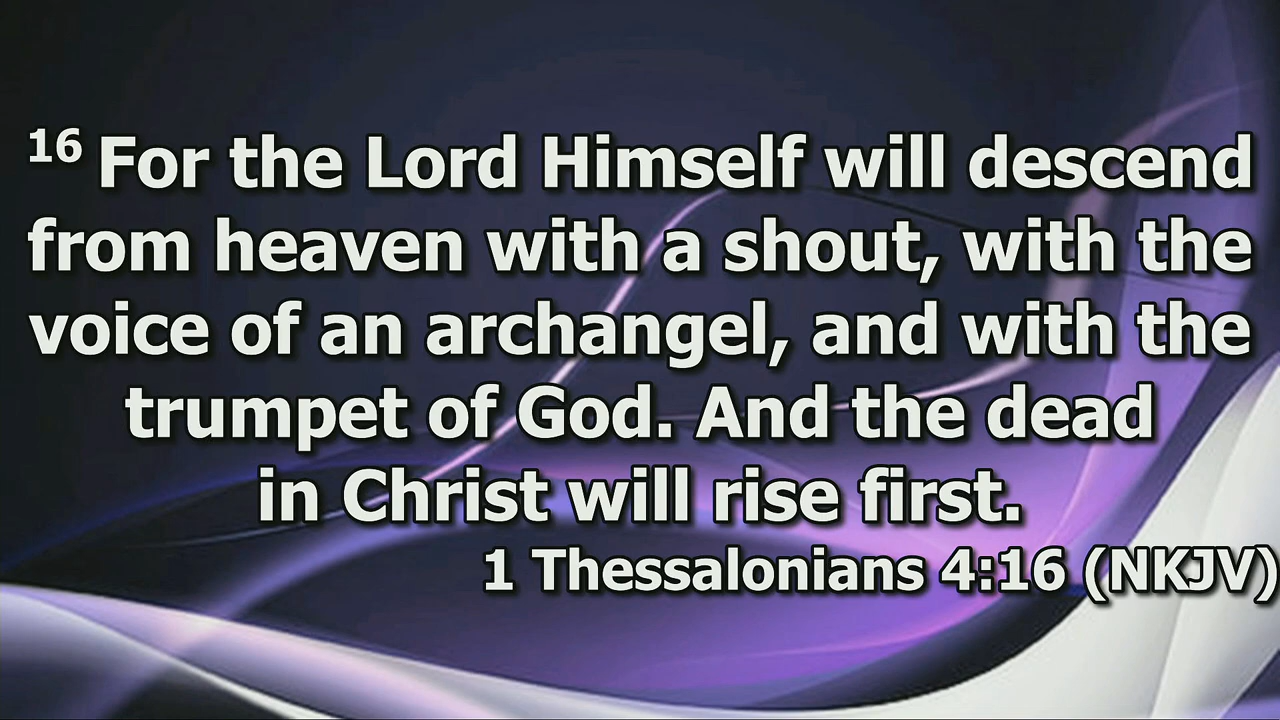 16 For the Lord Himself will descend
from heaven with a shout, with the
voice of an archangel, and with the
trumpet of God. And the dead
in Christ will rise first.
1 Thessalonians 4:16 (NKJV)